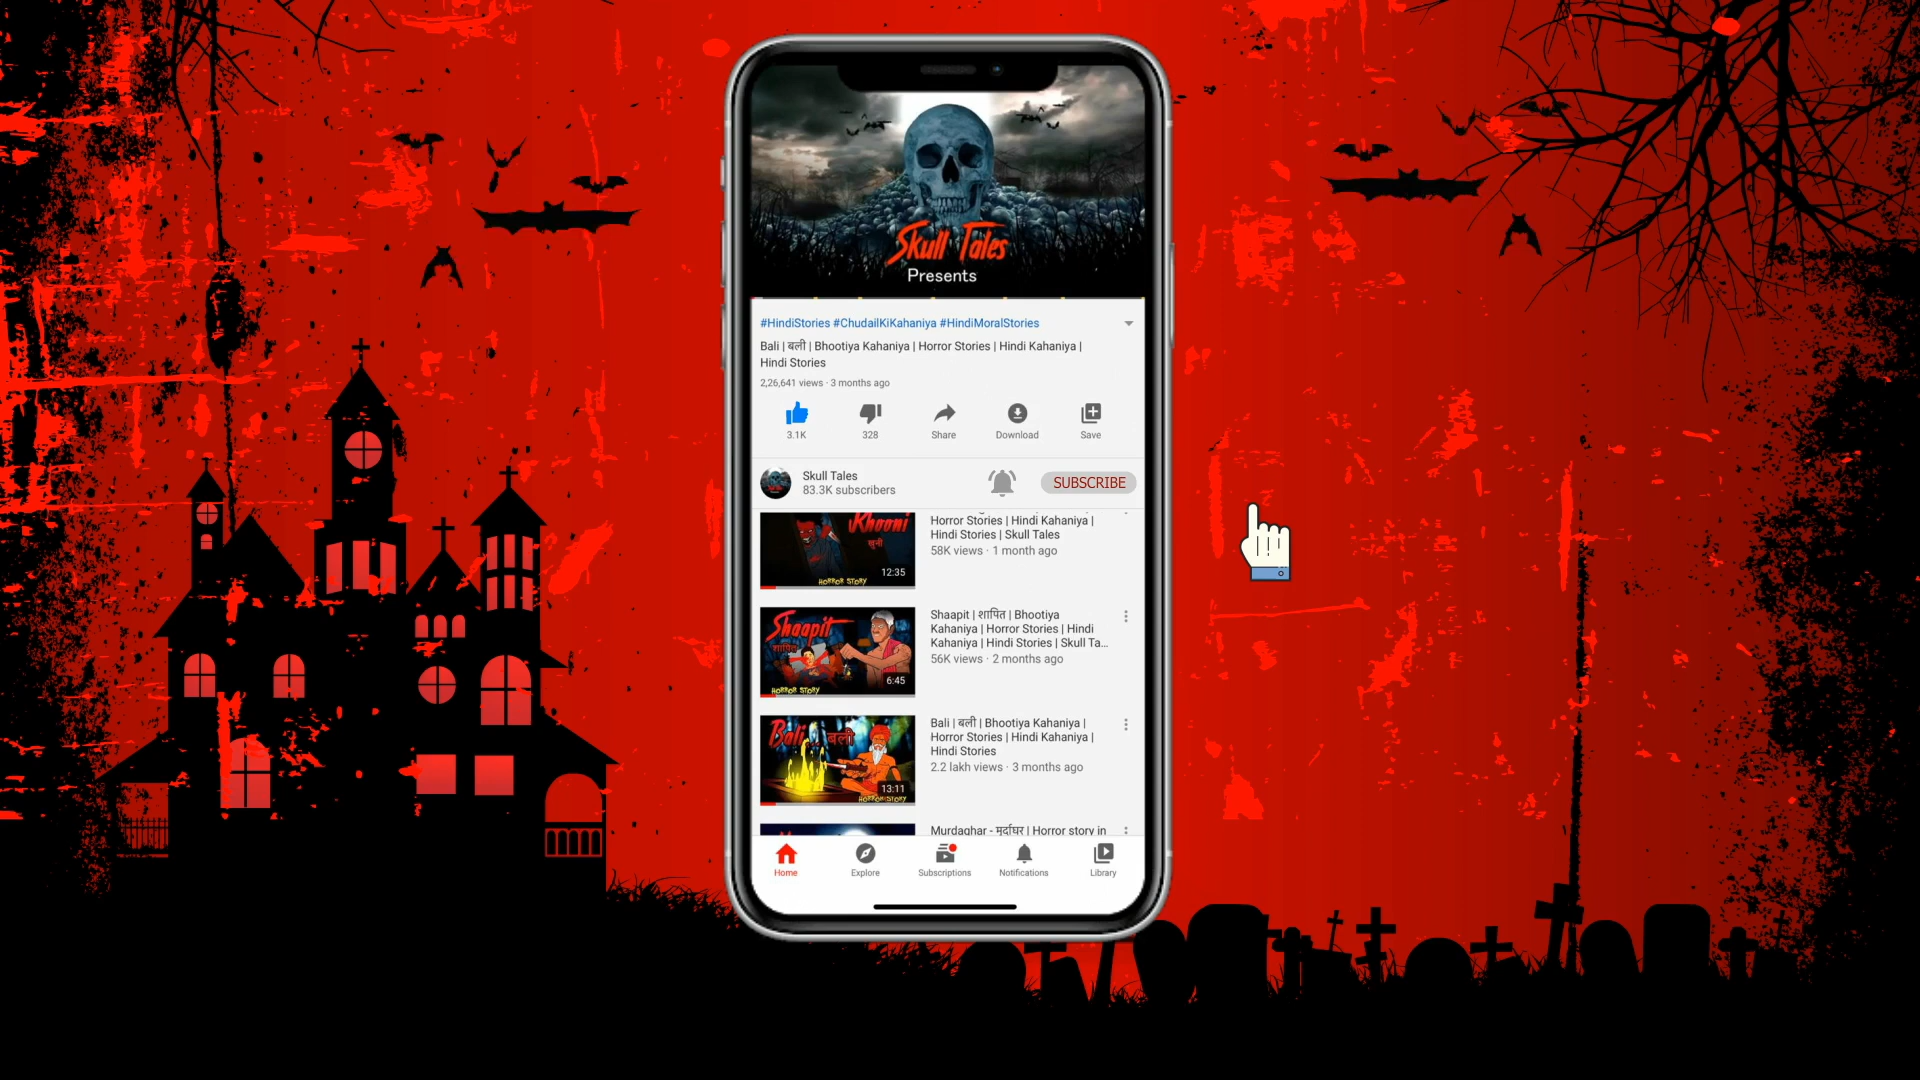 Skull Tales
Presents
#HindiStories #ChudailKiKahaniya #HindiMoralStories
Bali | बली | Bhootiya Kahaniya | Horror Stories | Hindi Kahaniya |
Hindi Stories
2,26,641 views · 3 months ago
3.1K
328
Share
Download
Save
Skull Tales
83.3K subscribers
SUBSCRIBE
Khooni
खूनी
12:35
HORROR STORY
Horror Stories | Hindi Kahaniya |
Hindi Stories | Skull Tales
58K views · 1 month ago
Shaapit
शापित
6:45
HORROR STORY
Shaapit | शापित | Bhootiya
Kahaniya | Horror Stories | Hindi
Kahaniya | Hindi Stories | Skull Ta...
56K views · 2 months ago
Bali
बली
13:11
HORROR STORY
Bali | बली | Bhootiya Kahaniya |
Horror Stories | Hindi Kahaniya |
Hindi Stories
2.2 lakh views · 3 months ago
Murdaghar - मुर्दाघर | Horror story in
Home
Explore
Subscriptions
Notifications
Library